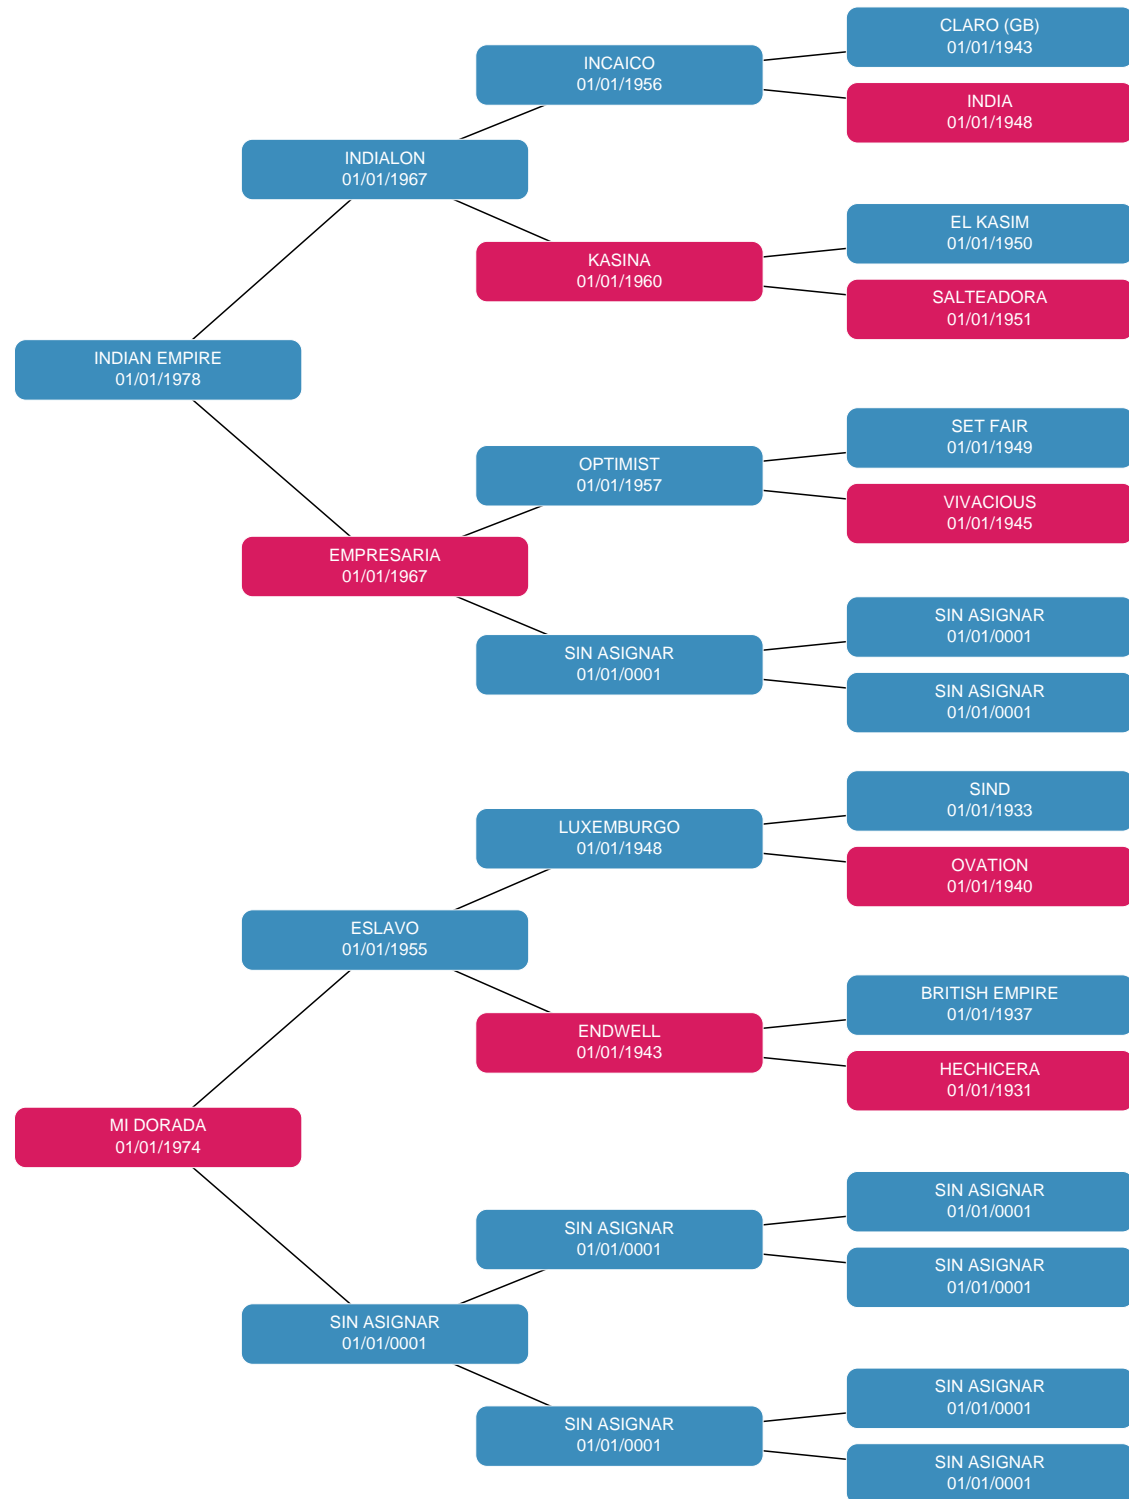 CLARO (GB)
01/01/1943
INCAICO
01/01/1956
INDIA
01/01/1948
INDIALON
01/01/1967
EL KASIM
01/01/1950
KASINA
01/01/1960
SALTEADORA
01/01/1951
INDIAN EMPIRE
01/01/1978
SET FAIR
01/01/1949
OPTIMIST
01/01/1957
VIVACIOUS
01/01/1945
EMPRESARIA
01/01/1967
SIN ASIGNAR
01/01/0001
SIN ASIGNAR
01/01/0001
SIN ASIGNAR
01/01/0001
SIND
01/01/1933
LUXEMBURGO
01/01/1948
OVATION
01/01/1940
ESLAVO
01/01/1955
BRITISH EMPIRE
01/01/1937
ENDWELL
01/01/1943
HECHICERA
01/01/1931
MI DORADA
01/01/1974
SIN ASIGNAR
01/01/0001
SIN ASIGNAR
01/01/0001
SIN ASIGNAR
01/01/0001
SIN ASIGNAR
01/01/0001
SIN ASIGNAR
01/01/0001
SIN ASIGNAR
01/01/0001
SIN ASIGNAR
01/01/0001